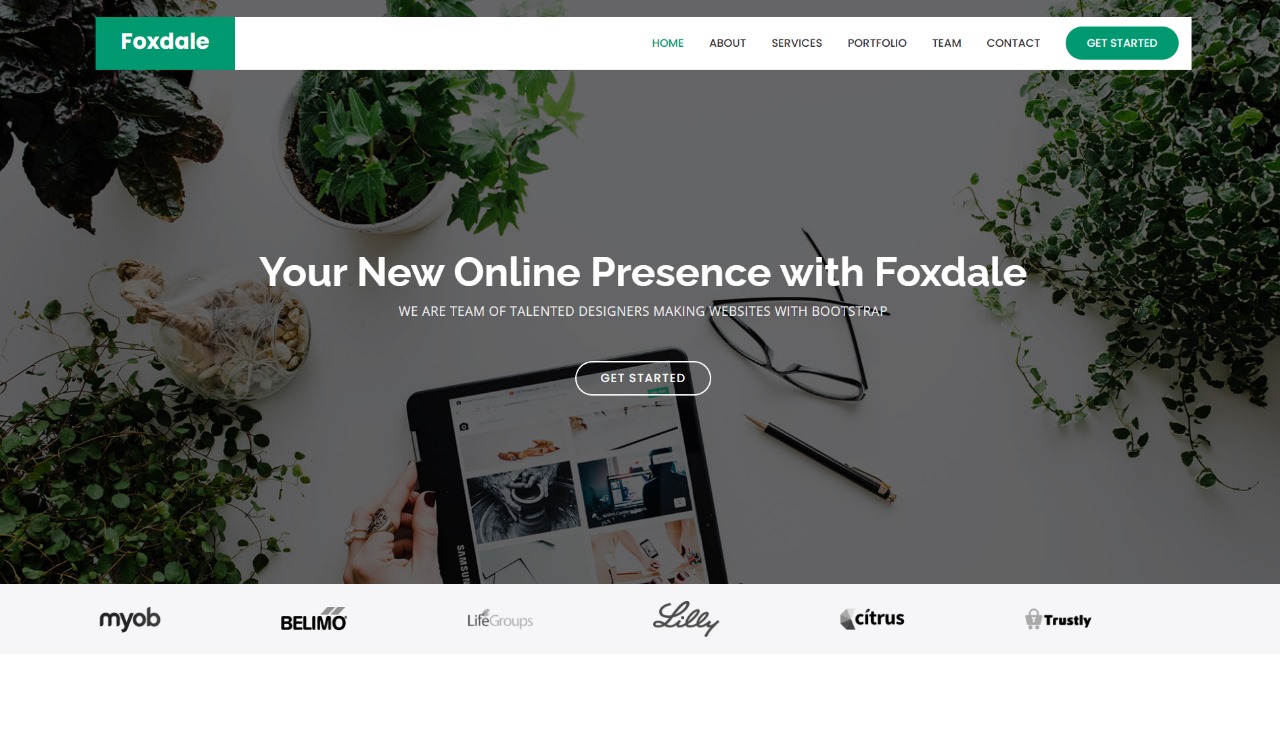 Foxdale
HOME ABOUT SERVICES PORTFOLIO TEAM CONTACT GET STARTED
Your New Online Presence with Foxdale
WE ARE TEAM OF TALENTED DESIGNERS MAKING WEBSITES WITH BOOTSTRAP
GET STARTED
SAMSUNG
myob BELIMO LifeGroups Lilly citrus Trustly